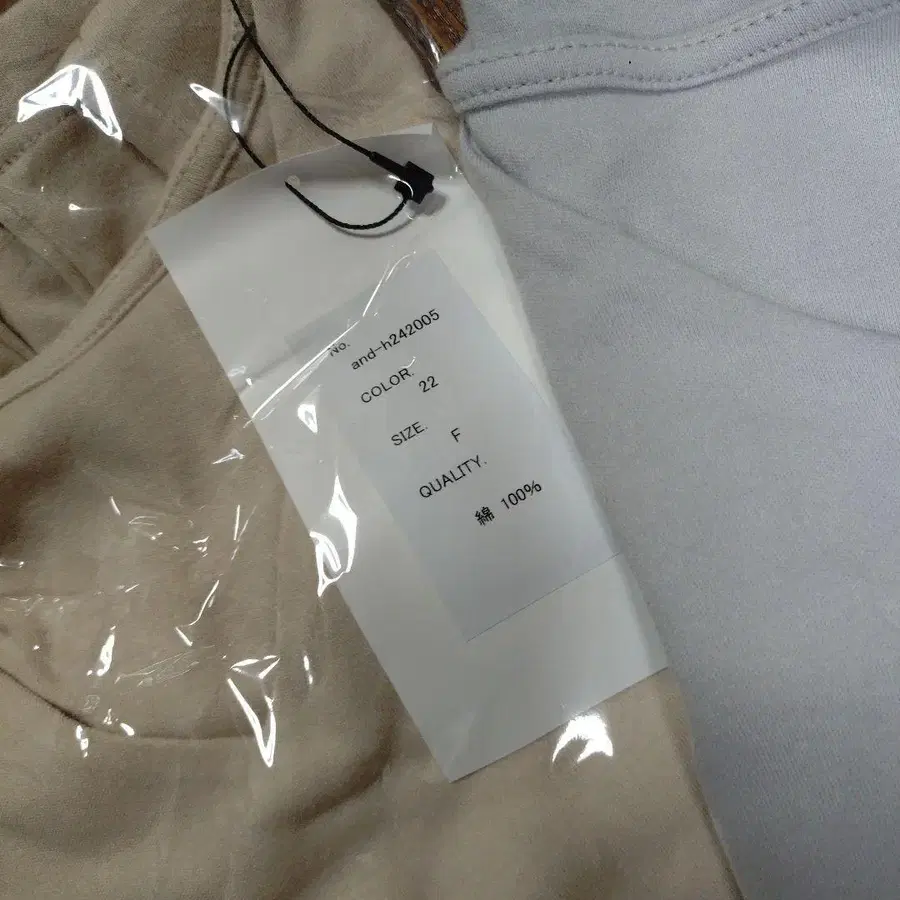 No.
and-h242005
COLOR.
22
SIZE.
F
QUALITY.
綿 100%